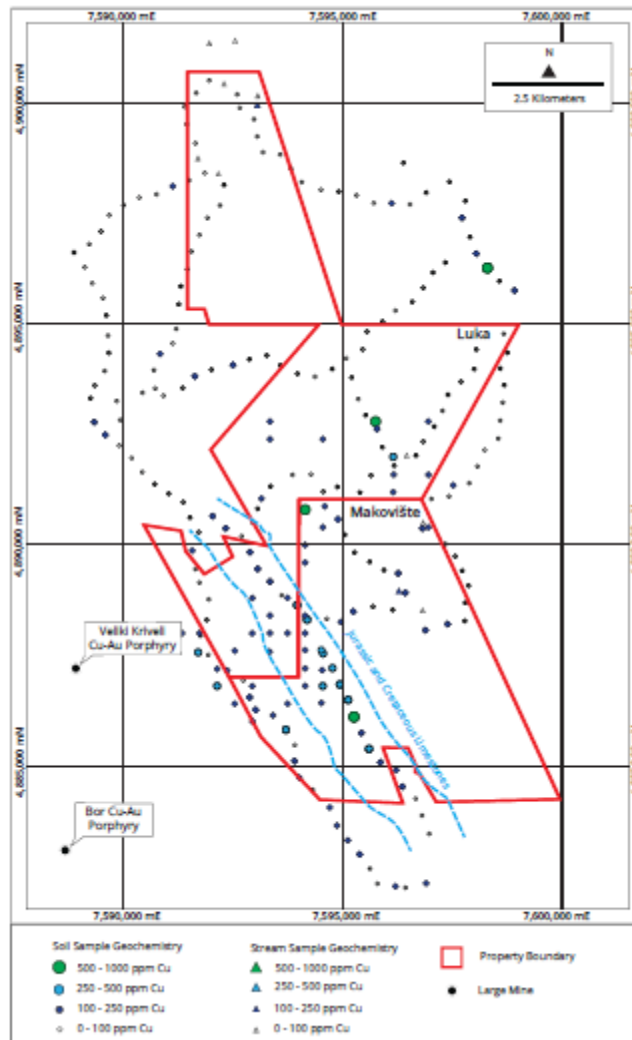 7,590,000 mE
7,595,000 mE
7,600,000 mE
N
2.5 Kilometers
4,900,000 mN
4,895,000 mN
Luka
Makovište
4,890,000 mN
Veliki Krivelj
Cu-Au Porphyry
Jurassic and Cretaceous Limestones
4,885,000 mN
Bor Cu-Au
Porphyry
7,590,000 mE
7,595,000 mE
7,600,000 mE
Soil Sample Geochemistry
500 - 1000 ppm Cu
250 - 500 ppm Cu
100 - 250 ppm Cu
0 - 100 ppm Cu
Stream Sample Geochemistry
500 - 1000 ppm Cu
250 - 500 ppm Cu
100 - 250 ppm Cu
0 - 100 ppm Cu
Property Boundary
Large Mine